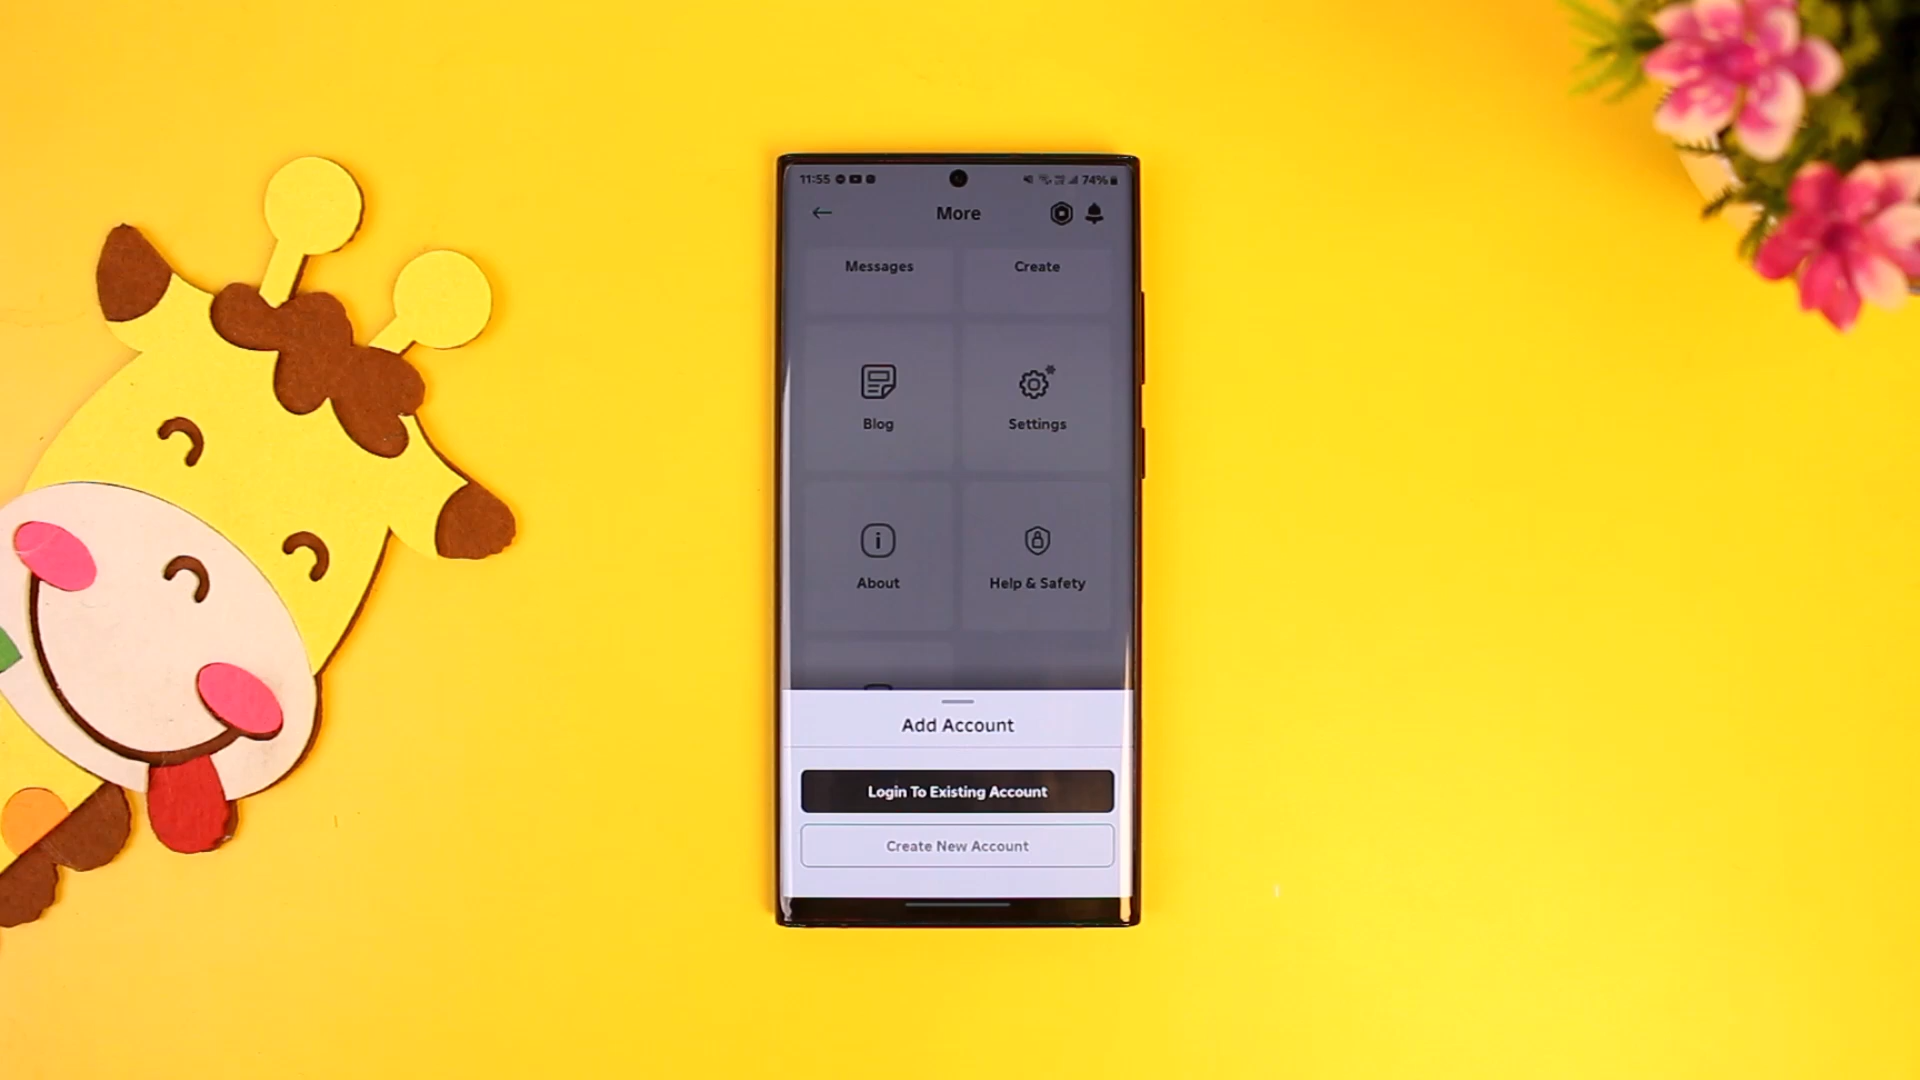 11:55
74%
More
Messages
Create
Blog
Settings
About
Help & Safety
Add Account
Login To Existing Account
Create New Account